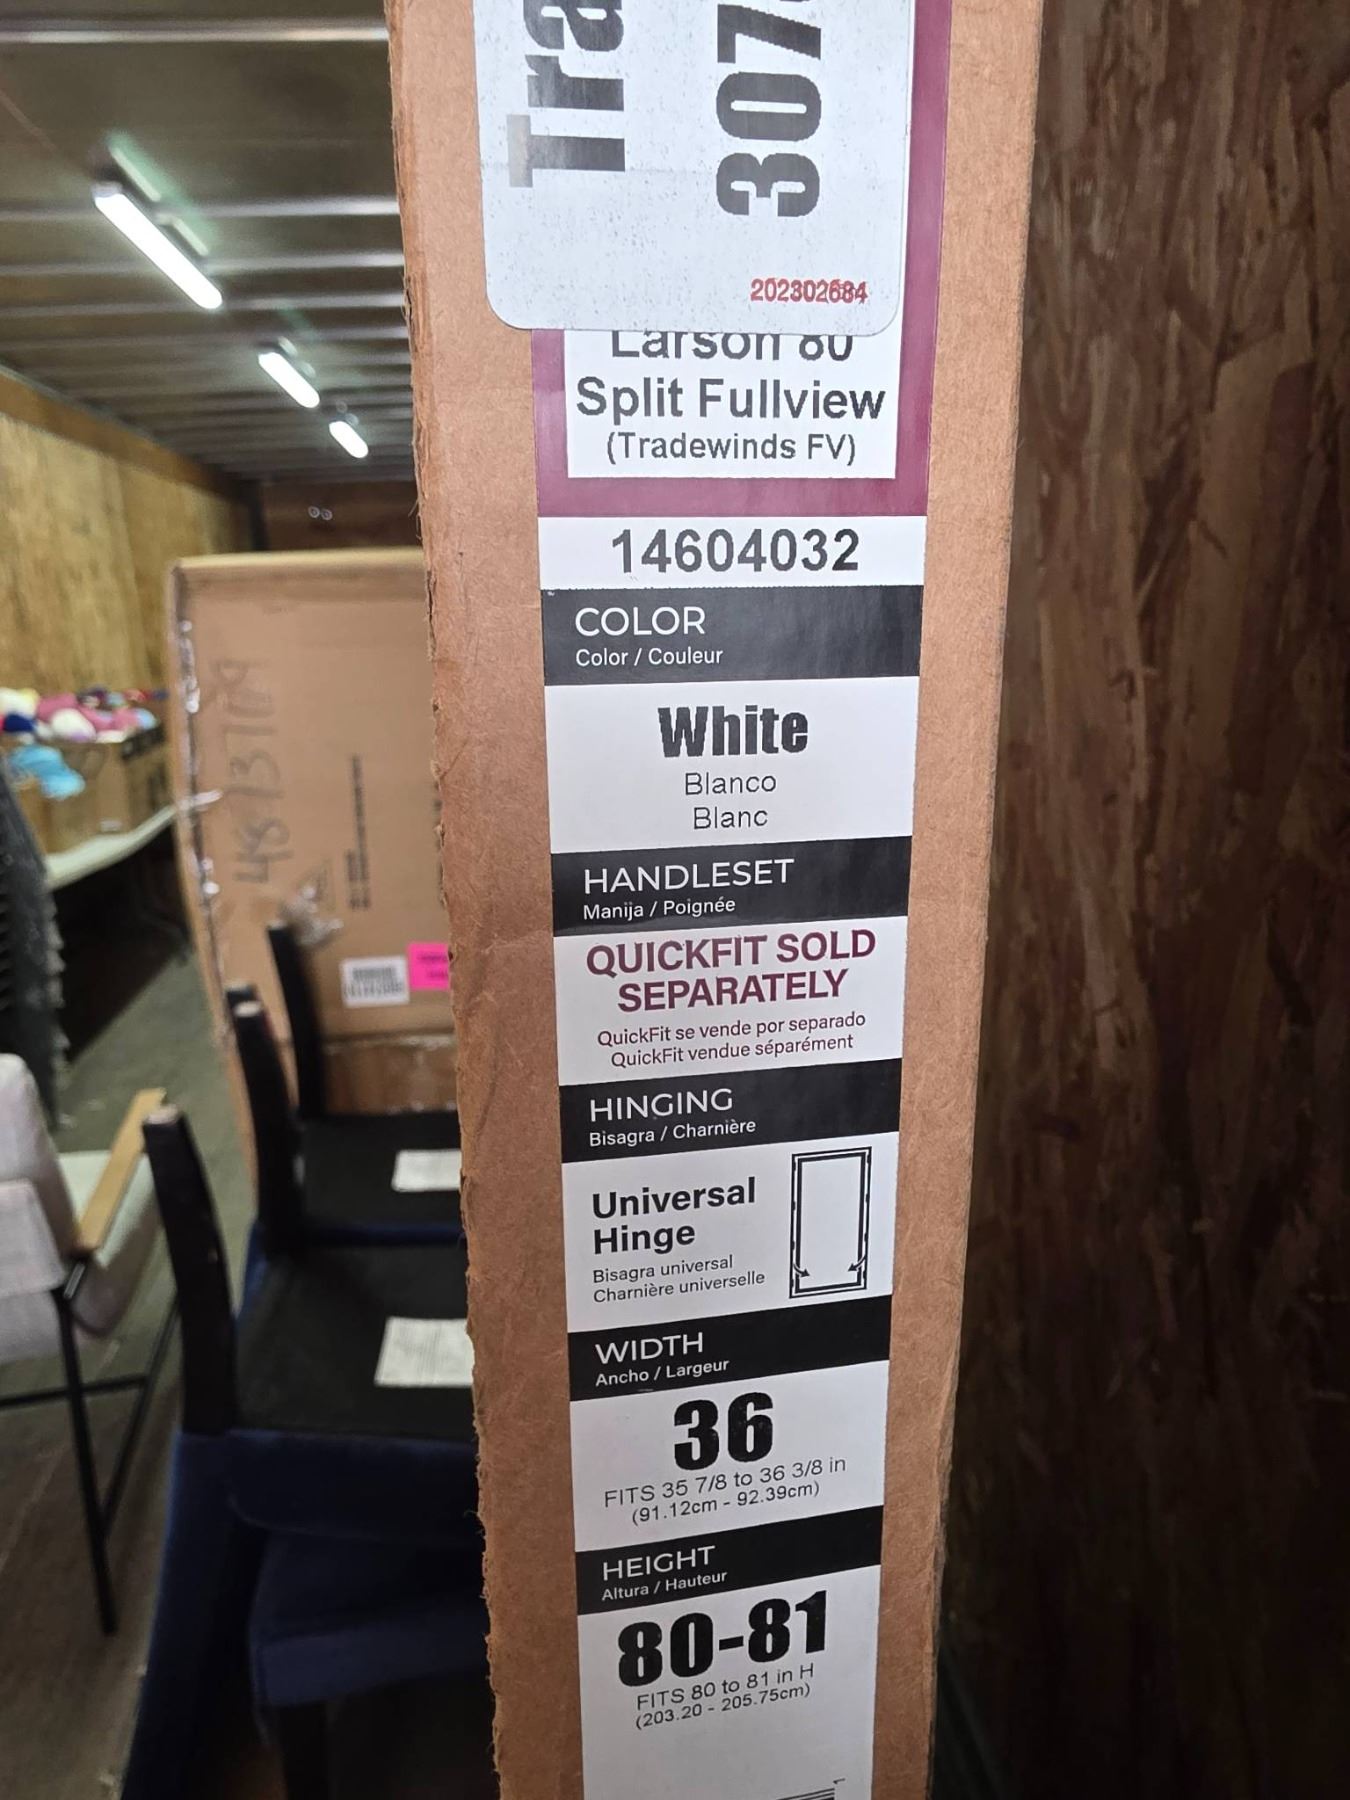 Tra
307
202302684
Larson 80
Split Fullview
(Tradewinds FV)
14604032
COLOR
Color / Couleur
White
Blanco
Blanc
HANDLESET
Manija / Poignée
QUICKFIT SOLD
SEPARATELY
QuickFit se vende por separado
QuickFit vendue séparément
HINGING
Bisagra / Charnière
Universal
Hinge
Bisagra universal
Charnière universelle
WIDTH
Ancho / Largeur
36
FITS 35 7/8 to 36 3/8 in
(91.12cm - 92.39cm)
HEIGHT
Altura / Hauteur
80-81
FITS 80 to 81 in H
(203.20 - 205.75cm)
1